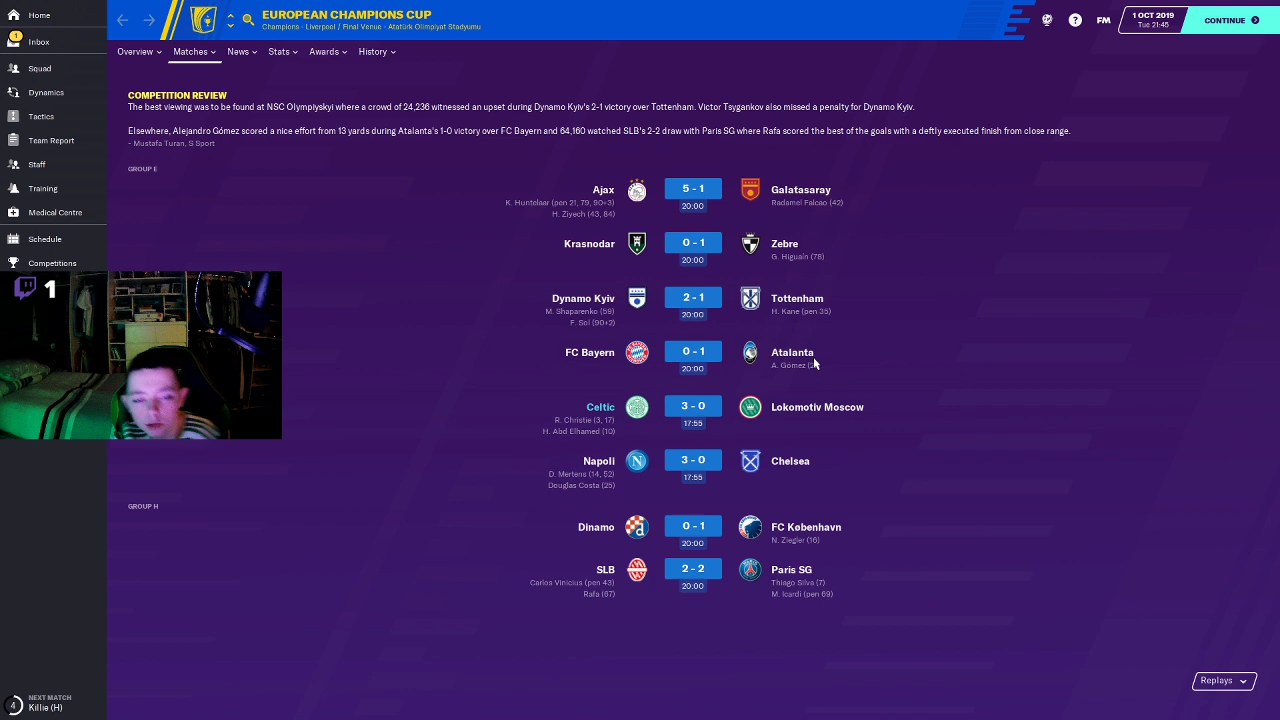 EUROPEAN CHAMPIONS CUP
Champions - Liverpool / Final Venue - Atatürk Olimpiyat Stadyumu
1 OCT 2019
Tue 21:45
CONTINUE
FM
?
1
Inbox
Squad
Dynamics
Tactics
Team Report
Staff
Training
Medical Centre
Schedule
Competitions
1
4
NEXT MATCH
Killie (H)
Overview
Matches
News
Stats
Awards
History
COMPETITION REVIEW
The best viewing was to be found at NSC Olympiyskyi where a crowd of 24,236 witnessed an upset during Dynamo Kyiv's 2-1 victory over Tottenham. Victor Tsygankov also missed a penalty for Dynamo Kyiv.
Elsewhere, Alejandro Gómez scored a nice effort from 13 yards during Atalanta's 1-0 victory over FC Bayern and 64,160 watched SLB's 2-2 draw with Paris SG where Rafa scored the best of the goals with a deftly executed finish from close range.
- Mustafa Turan, S Sport
GROUP E
Ajax 5 - 1 Galatasaray
K. Huntelaar (pen 21, 79, 90+3) 20:00 Radamel Falcao (42)
H. Ziyech (43, 84)
Krasnodar 0 - 1 Zebre
20:00 G. Higuaín (78)
Dynamo Kyiv 2 - 1 Tottenham
M. Shaparenko (59) 20:00 H. Kane (pen 35)
F. Sol (90+2)
FC Bayern 0 - 1 Atalanta
20:00 A. Gómez
Celtic 3 - 0 Lokomotiv Moscow
R. Christie (3, 17) 17:55
H. Abd Elhamed (10)
Napoli 3 - 0 Chelsea
D. Mertens (14, 52) 17:55
Douglas Costa (25)
GROUP H
Dinamo 0 - 1 FC København
20:00 N. Ziegler (16)
SLB 2 - 2 Paris SG
Carlos Vinícius (pen 43) 20:00 Thiago Silva (7)
Rafa (67) M. Icardi (pen 69)
Replays